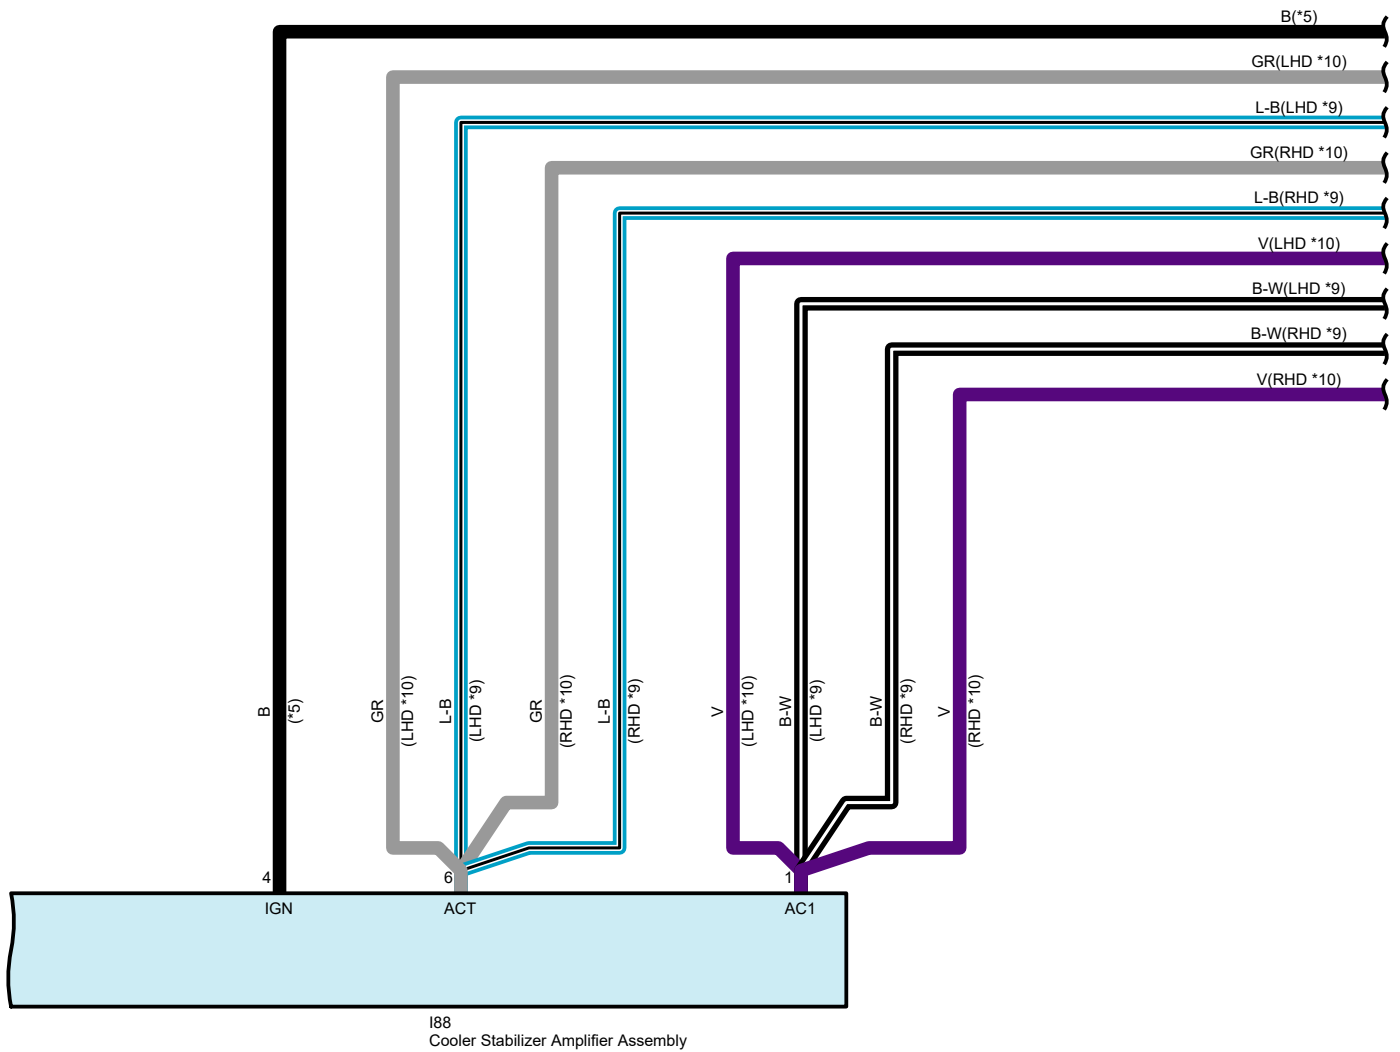 B(*5)
GR(LHD *10)
L-B(LHD *9)
GR(RHD *10)
L-B(RHD *9)
V(LHD *10)
B-W(LHD *9)
B-W(RHD *9)
V(RHD *10)
B
(*5)
GR
(LHD *10)
L-B
(LHD *9)
GR
(RHD *10)
L-B
(RHD *9)
V
(LHD *10)
B-W
(LHD *9)
B-W
(RHD *9)
V
(RHD *10)
4
6
1
IGN
ACT
AC1
I88
Cooler Stabilizer Amplifier Assembly